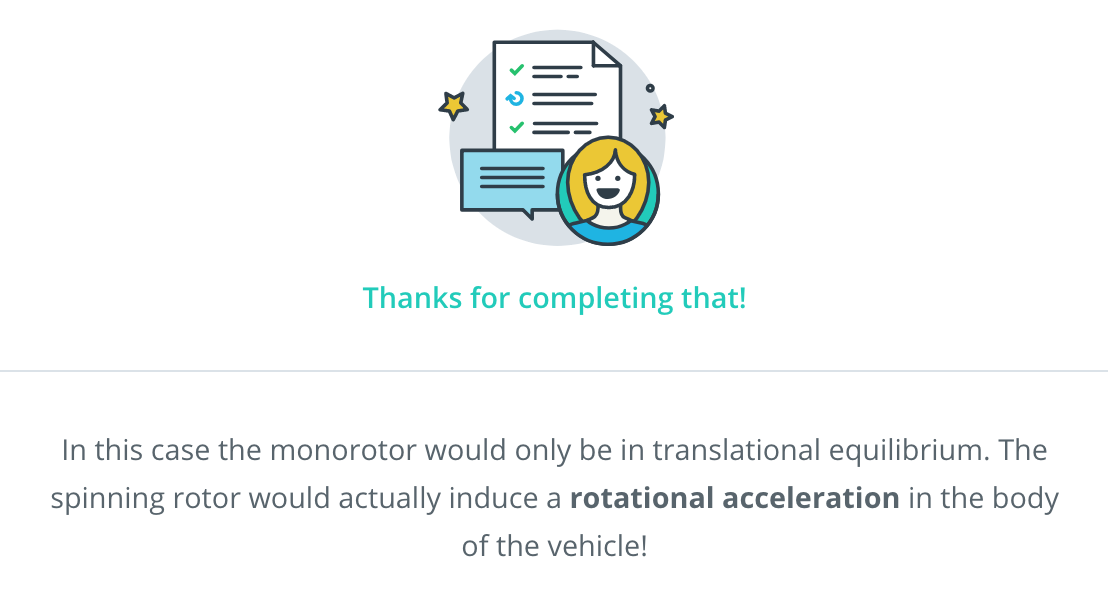 Thanks for completing that!
In this case the monorotor would only be in translational equilibrium. The
spinning rotor would actually induce a rotational acceleration in the body
of the vehicle!